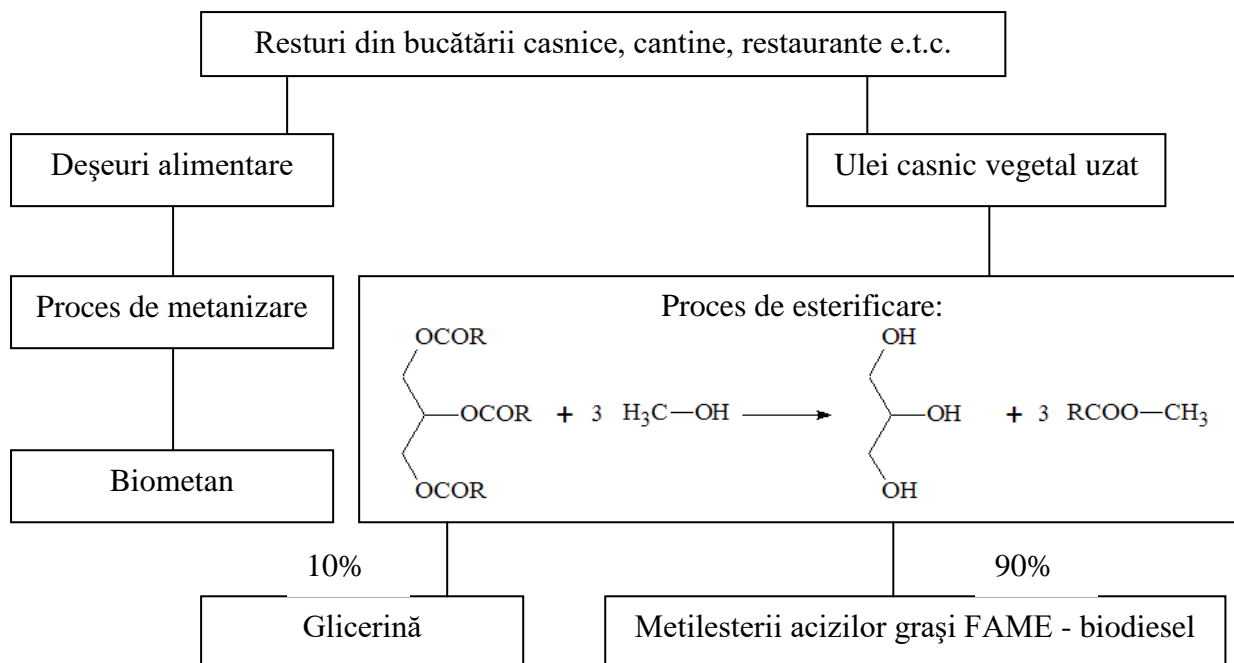 Resturi din bucătării casnice, cantine, restaurante e.t.c.
Deşeuri alimentare
Ulei casnic vegetal uzat
Proces de metanizare
Proces de esterificare:
OCOR
OCOR + 3 H₃C—OH
OCOR
OH
OH + 3 RCOO—CH₃
OH
Biometan
10%
90%
Glicerină
Metilesterii acizilor graşi FAME - biodiesel